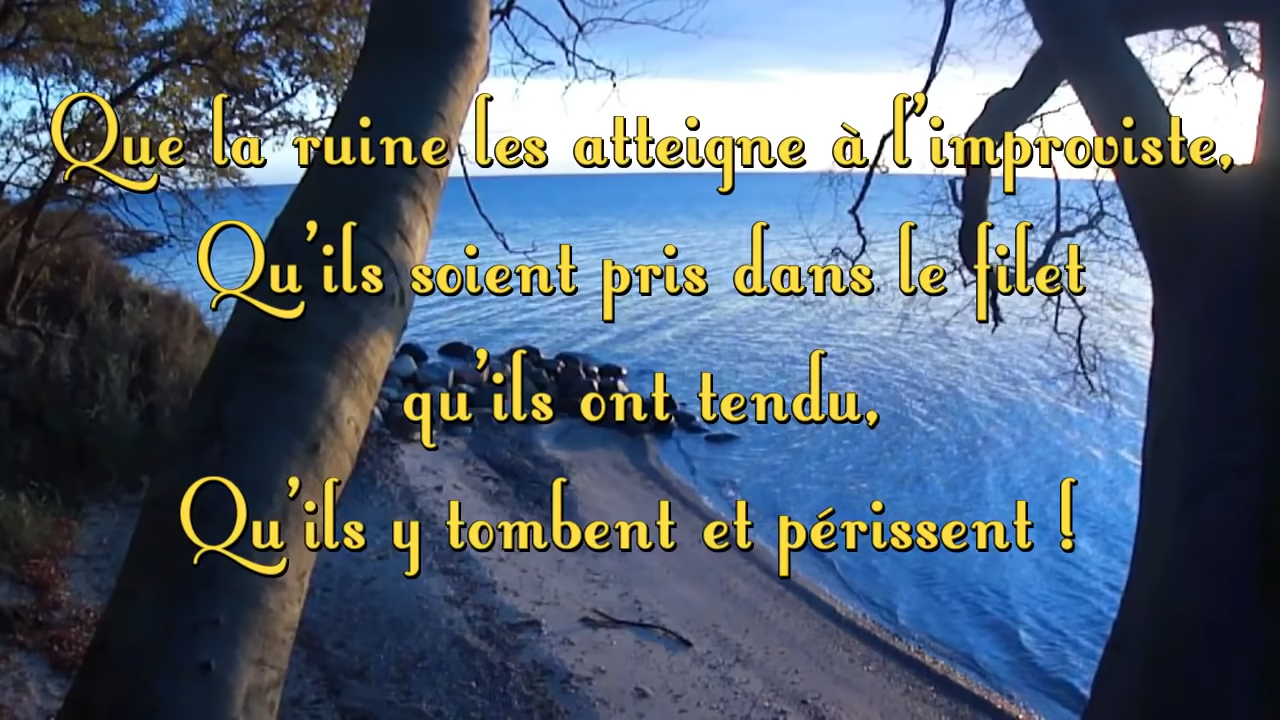 Que la ruine les atteigne à l'improviste,
Qu'ils soient pris dans le filet
qu'ils ont tendu,
Qu'ils y tombent et périssent !